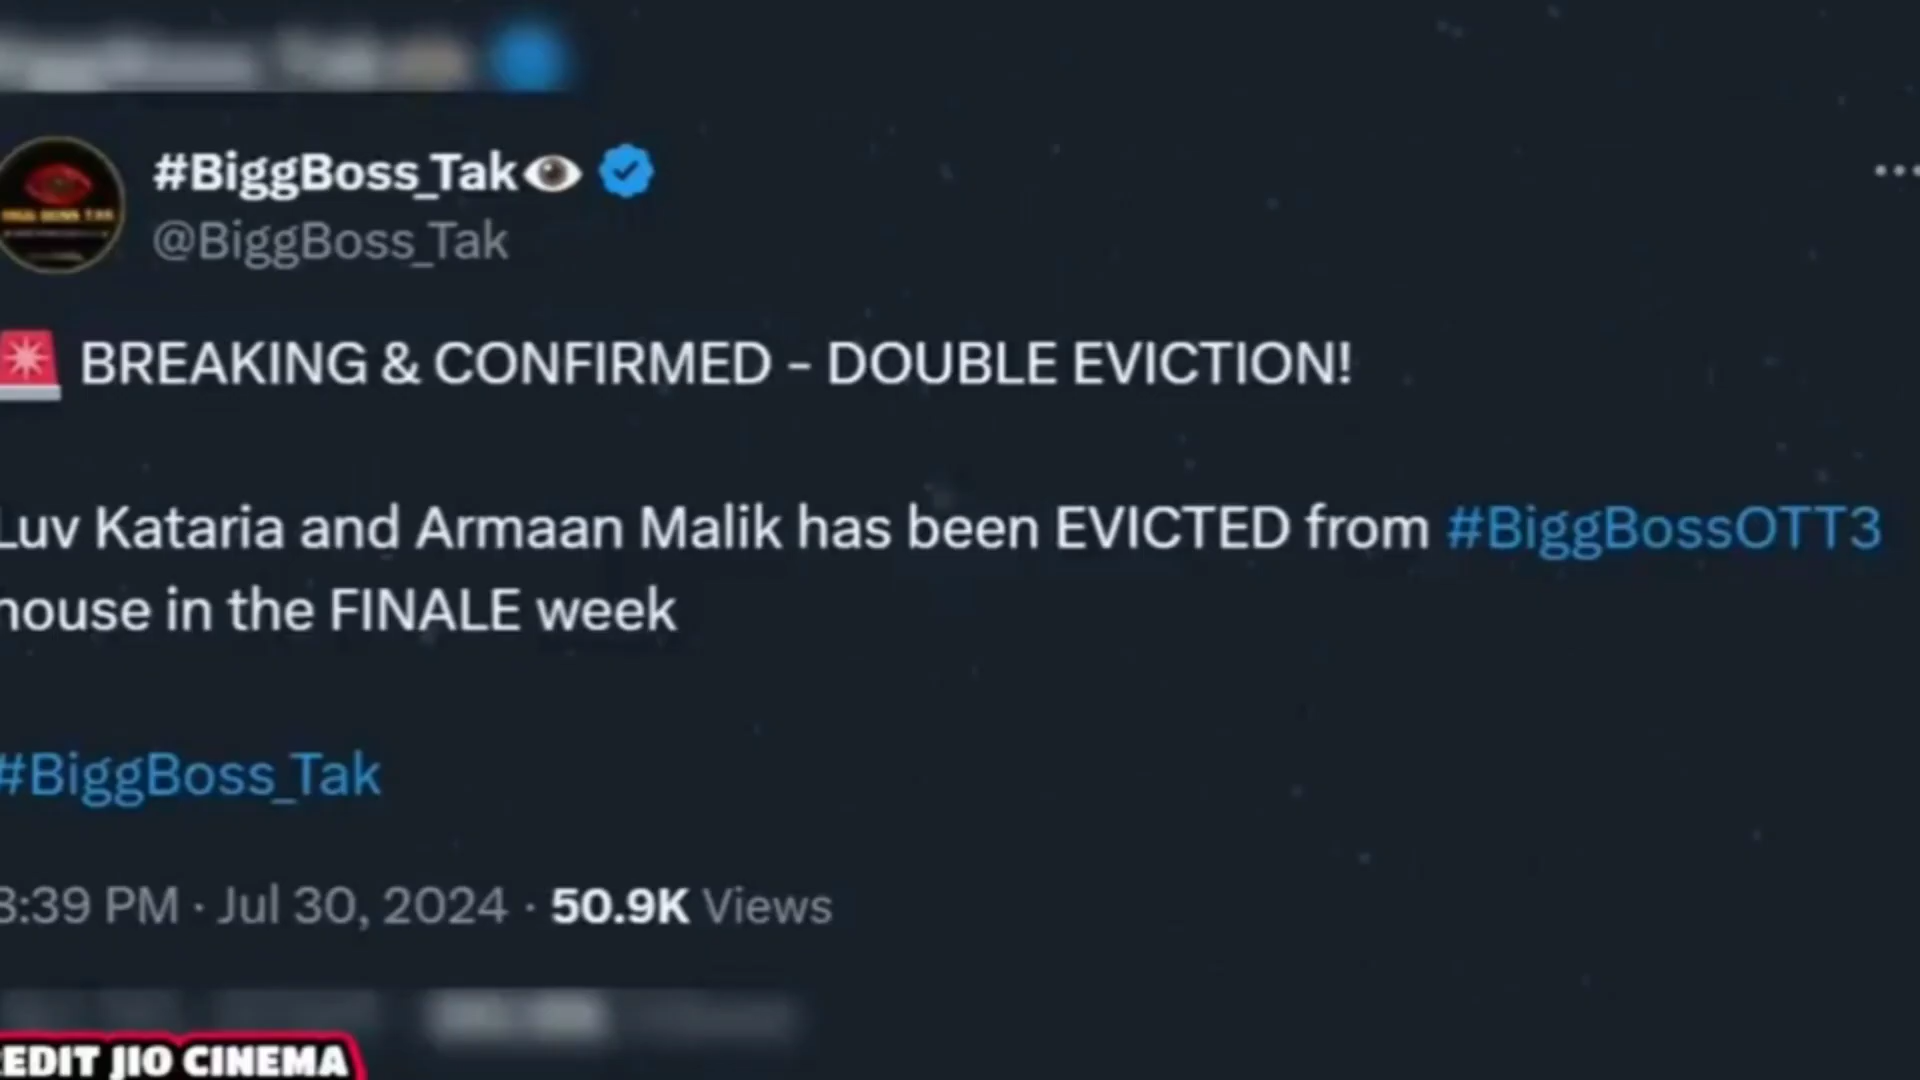 #BiggBoss_Tak👁
@BiggBoss_Tak
🚨 BREAKING & CONFIRMED – DOUBLE EVICTION!
Luv Kataria and Armaan Malik has been EVICTED from #BiggBossOTT3
house in the FINALE week
#BiggBoss_Tak
8:39 PM · Jul 30, 2024 · 50.9K Views
EDIT JIO CINEMA